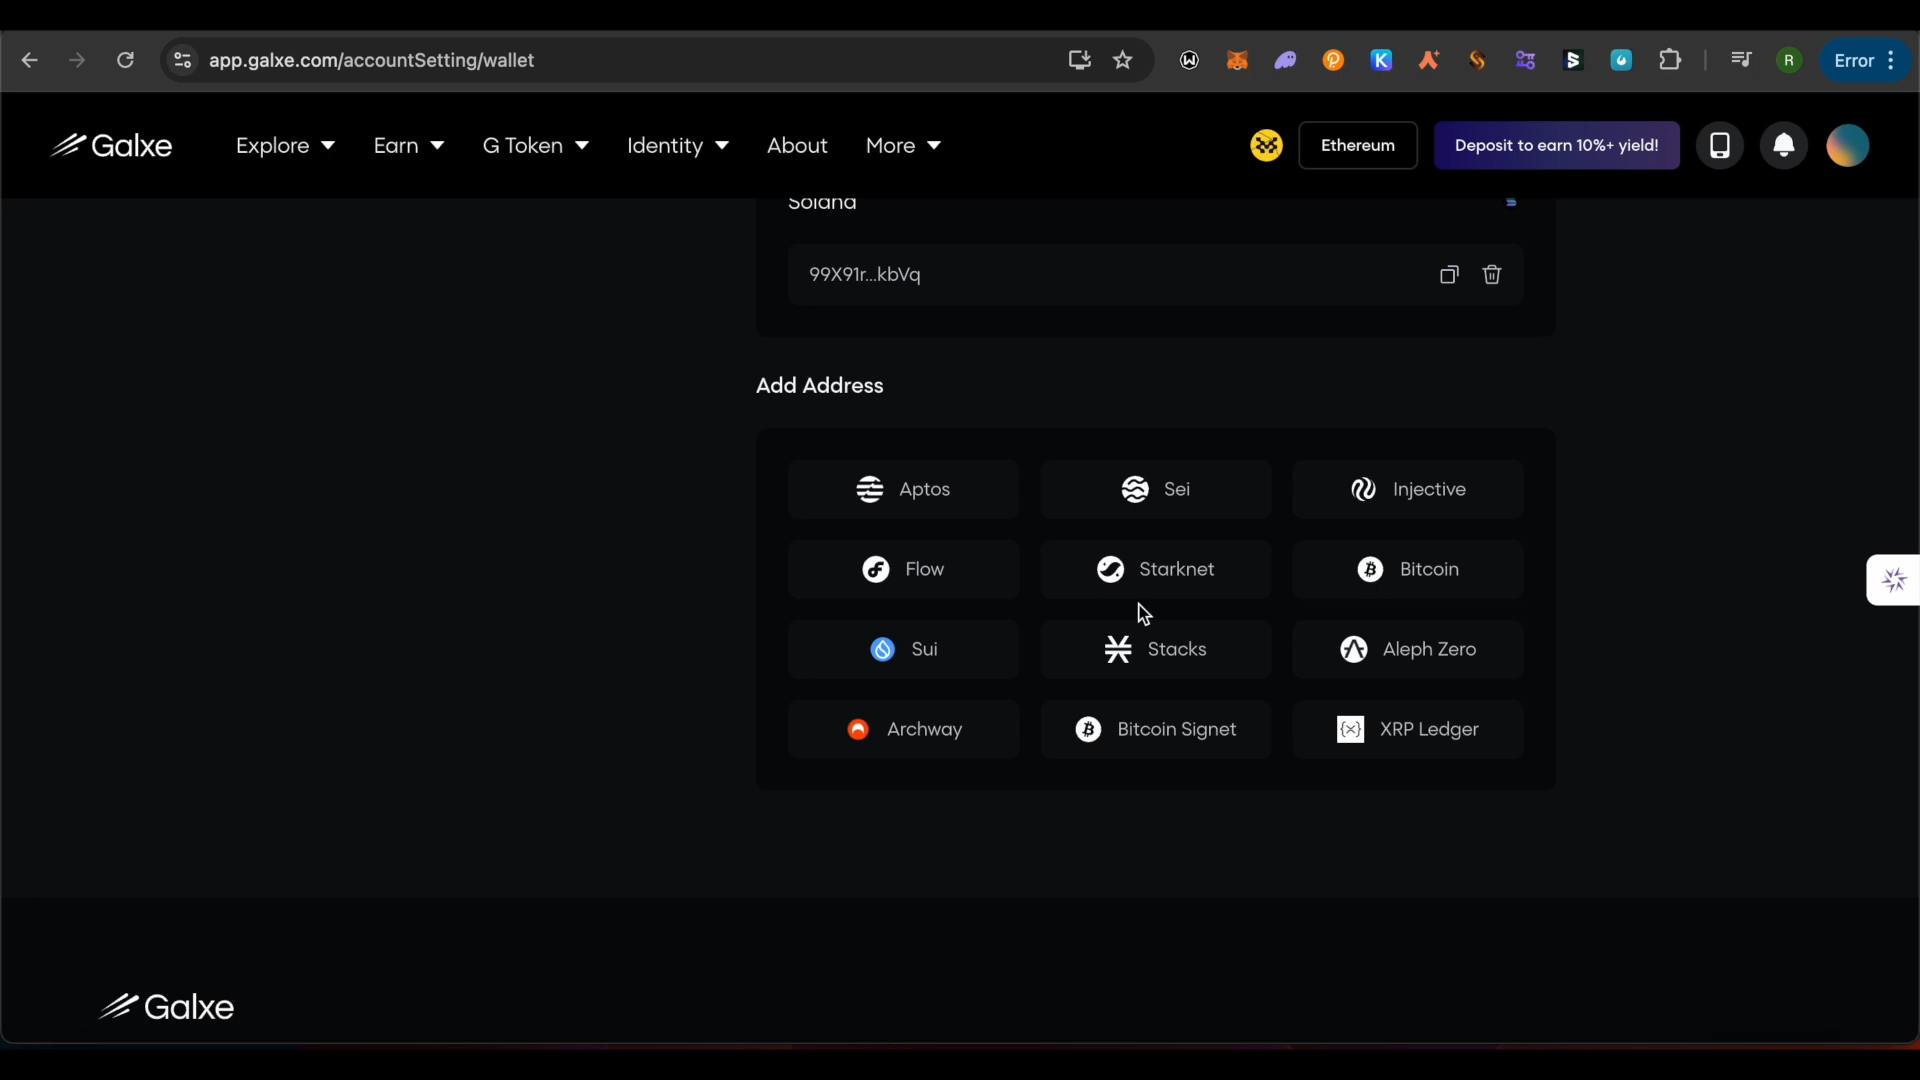 app.galxe.com/accountSetting/wallet
R
Error
Galxe
Explore
Earn
G Token
Identity
About
More
Ethereum
Deposit to earn 10%+ yield!
Solana
99X91r...kbVq
Add Address
Aptos
Sei
Injective
Flow
Starknet
Bitcoin
Sui
Stacks
Aleph Zero
Archway
Bitcoin Signet
XRP Ledger
Galxe